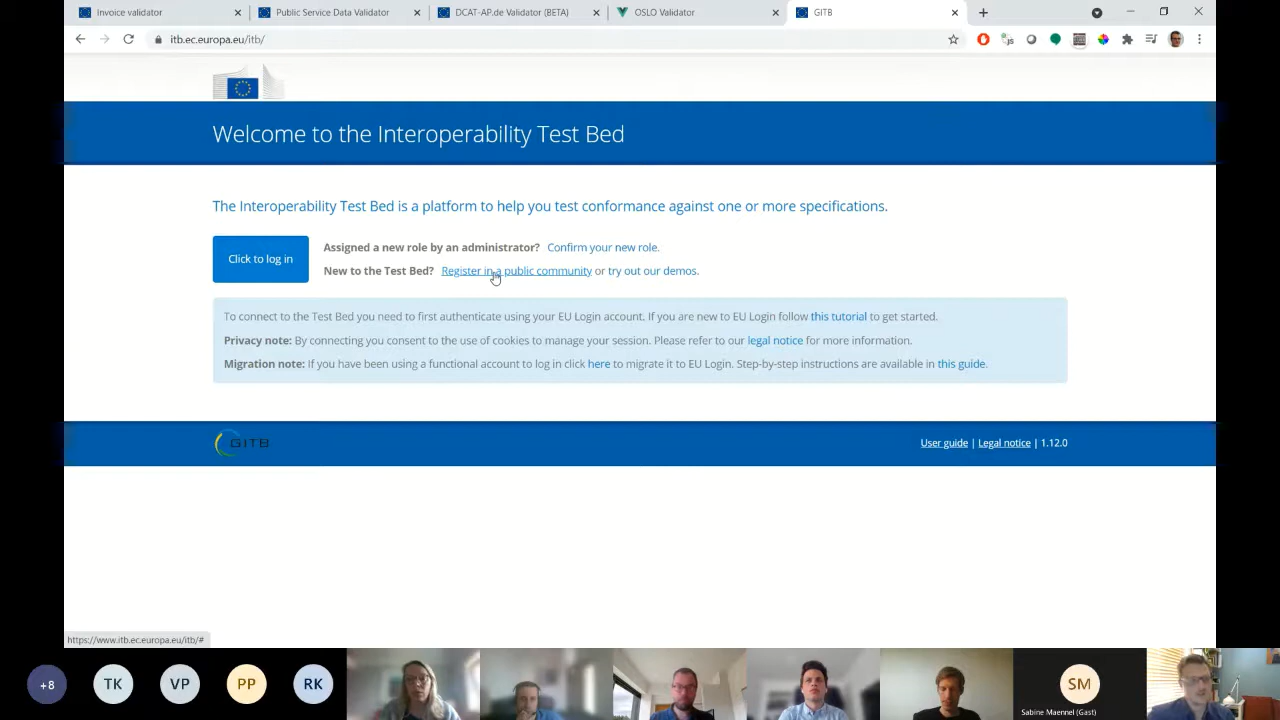 Invoice validator
Public Service Data Validator
DCAT-AP.de Validator (BETA)
OSLO Validator
GITB
itb.ec.europa.eu/itb/
Welcome to the Interoperability Test Bed
The Interoperability Test Bed is a platform to help you test conformance against one or more specifications.
Click to log in
Assigned a new role by an administrator? Confirm your new role.
New to the Test Bed? Register in a public community or try out our demos.
To connect to the Test Bed you need to first authenticate using your EU Login account. If you are new to EU Login follow this tutorial to get started.
Privacy note: By connecting you consent to the use of cookies to manage your session. Please refer to our legal notice for more information.
Migration note: If you have been using a functional account to log in click here to migrate it to EU Login. Step-by-step instructions are available in this guide.
GITB
User guide | Legal notice | 1.12.0
https://www.itb.ec.europa.eu/itb/#
+8
TK
VP
PP
RK
SM
Sabine Maennel (Gast)